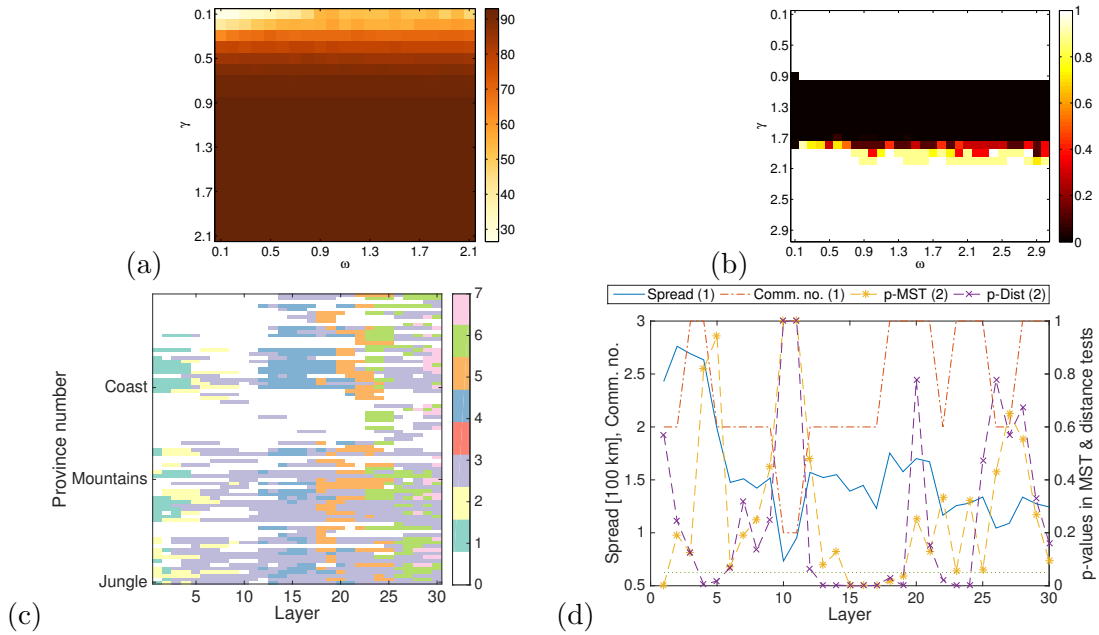 0.1
0.5
0.9
1.3
1.7
2.1
γ
0.1 0.5 0.9 1.3 1.7 2.1
ω
90
80
70
60
50
40
30
(a)
0.1
0.5
0.9
1.3
1.7
2.1
2.5
2.9
γ
0.1 0.5 0.9 1.3 1.7 2.1 2.5 2.9
ω
1
0.8
0.6
0.4
0.2
0
(b)
Province number
Coast
Mountains
Jungle
5 10 15 20 25 30
Layer
7
6
5
4
3
2
1
0
(c)
Spread (1) Comm. no. (1) p-MST (2) p-Dist (2)
Spread [100 km], Comm. no.
3
2.5
2
1.5
1
0.5
0 10 20 30
Layer
1
0.8
0.6
0.4
0.2
0
p-values in MST & distance tests
(d)